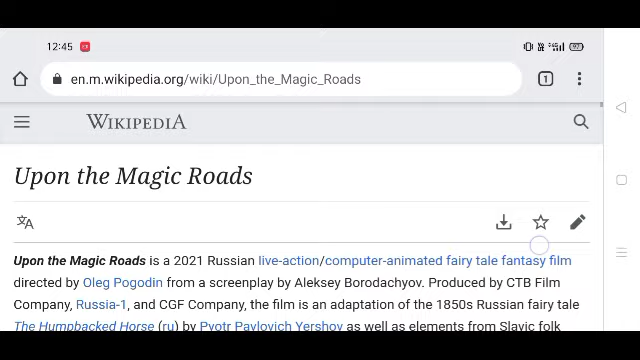 12:45
en.m.wikipedia.org/wiki/Upon_the_Magic_Roads
1
WIKIPEDIA
Upon the Magic Roads
Upon the Magic Roads is a 2021 Russian live-action/computer-animated fairy tale fantasy film
directed by Oleg Pogodin from a screenplay by Aleksey Borodachyov. Produced by CTB Film
Company, Russia-1, and CGF Company, the film is an adaptation of the 1850s Russian fairy tale
The Humpbacked Horse (ru) by Pyotr Pavlovich Yershov as well as elements from Slavic folk